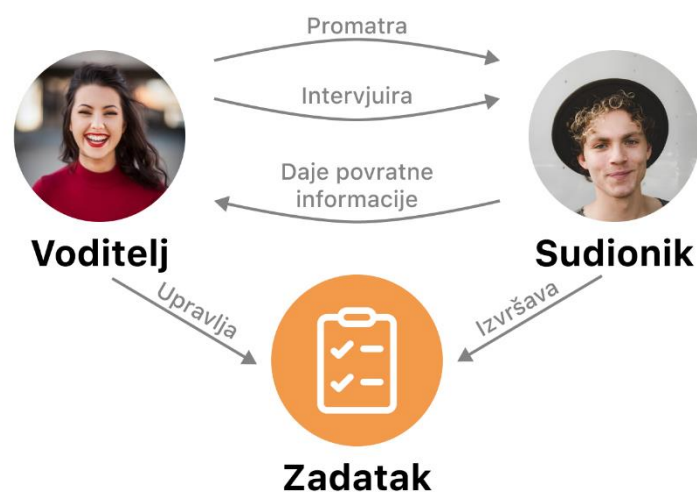 Promatra
Intervjuira
Daje povratne
informacije
Voditelj
Sudionik
Upravlja
Izvršava
Zadatak